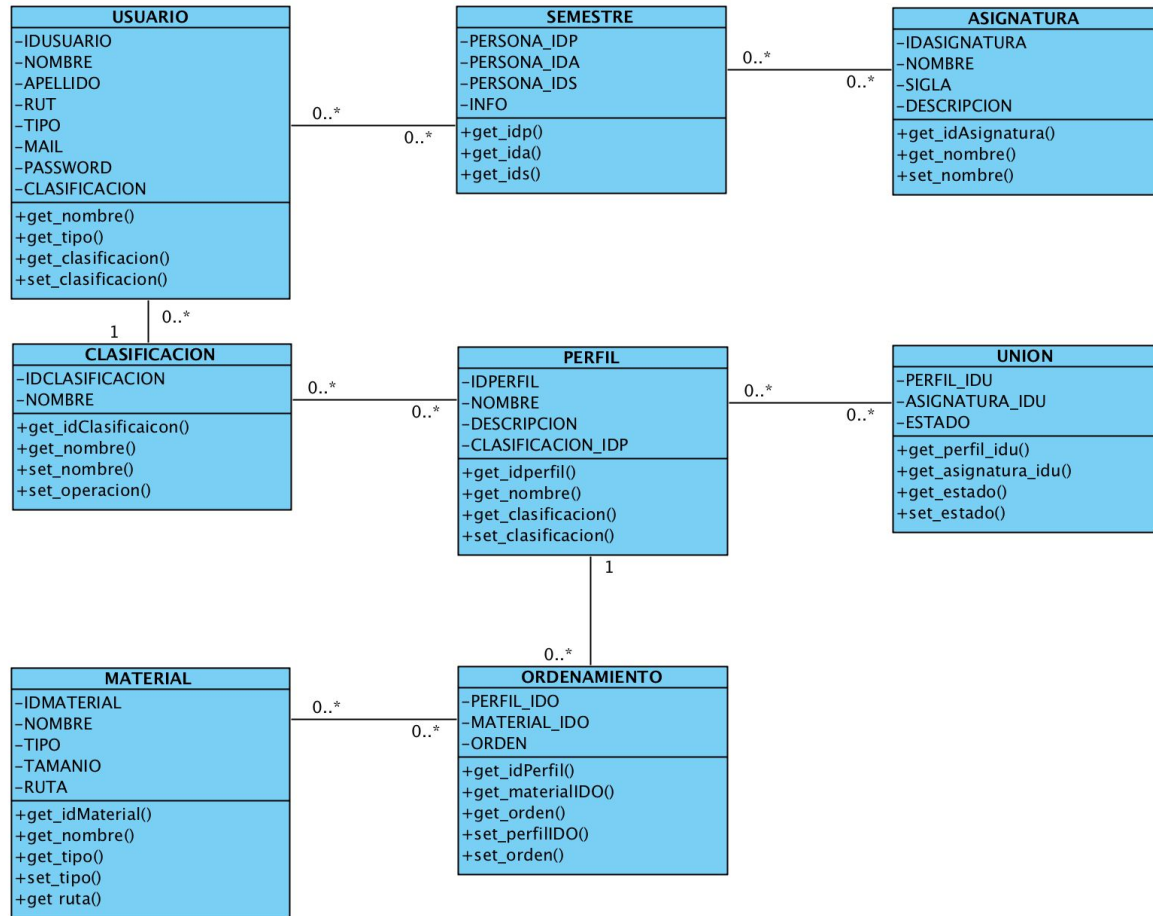 USUARIO
-IDUSUARIO
-NOMBRE
-APELLIDO
-RUT
-TIPO
-MAIL
-PASSWORD
-CLASIFICACION
+get_nombre()
+get_tipo()
+get_clasificacion()
+set_clasificacion()
0..*
0..*
SEMESTRE
-PERSONA_IDP
-PERSONA_IDA
-PERSONA_IDS
-INFO
+get_idp()
+get_ida()
+get_ids()
0..*
0..*
ASIGNATURA
-IDASIGNATURA
-NOMBRE
-SIGLA
-DESCRIPCION
+get_idAsignatura()
+get_nombre()
+set_nombre()
0..*
1
CLASIFICACION
-IDCLASIFICACION
-NOMBRE
+get_idClasificaicon()
+get_nombre()
+set_nombre()
+set_operacion()
0..*
0..*
PERFIL
-IDPERFIL
-NOMBRE
-DESCRIPCION
-CLASIFICACION_IDP
+get_idperfil()
+get_nombre()
+get_clasificacion()
+set_clasificacion()
0..*
0..*
UNION
-PERFIL_IDU
-ASIGNATURA_IDU
-ESTADO
+get_perfil_idu()
+get_asignatura_idu()
+get_estado()
+set_estado()
1
0..*
MATERIAL
-IDMATERIAL
-NOMBRE
-TIPO
-TAMANIO
-RUTA
+get_idMaterial()
+get_nombre()
+get_tipo()
+set_tipo()
+get ruta()
0..*
0..*
ORDENAMIENTO
-PERFIL_IDO
-MATERIAL_IDO
-ORDEN
+get_idPerfil()
+get_materialIDO()
+get_orden()
+set_perfilIDO()
+set_orden()